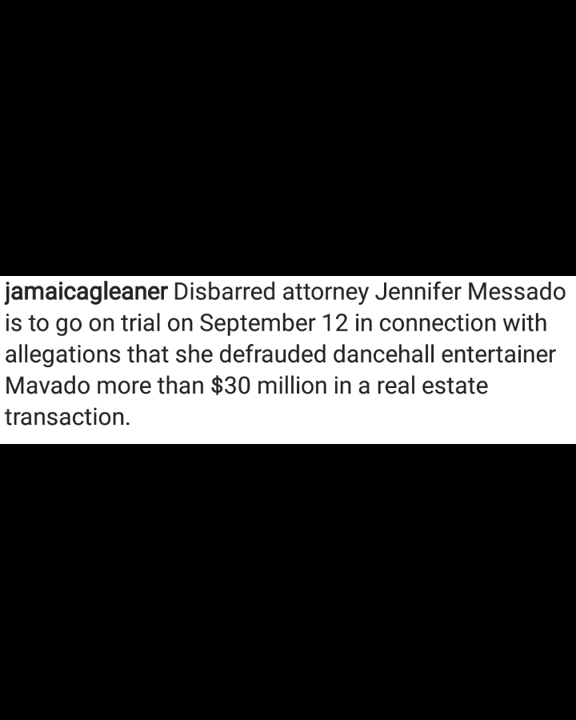 jamaicagleaner Disbarred attorney Jennifer Messado
is to go on trial on September 12 in connection with
allegations that she defrauded dancehall entertainer
Mavado more than $30 million in a real estate
transaction.